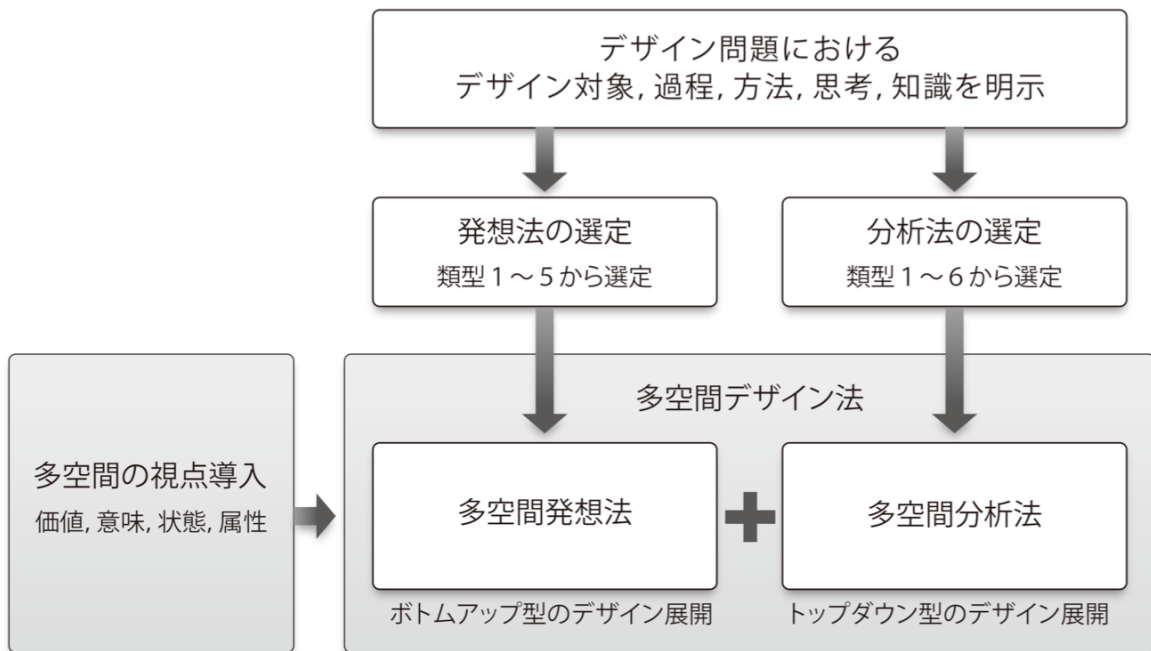 デザイン問題における
デザイン対象, 過程, 方法, 思考, 知識を明示
発想法の選定
類型1〜5から選定
分析法の選定
類型1〜6から選定
多空間の視点導入
価値, 意味, 状態, 属性
多空間デザイン法
多空間発想法
多空間分析法
ボトムアップ型のデザイン展開
トップダウン型のデザイン展開